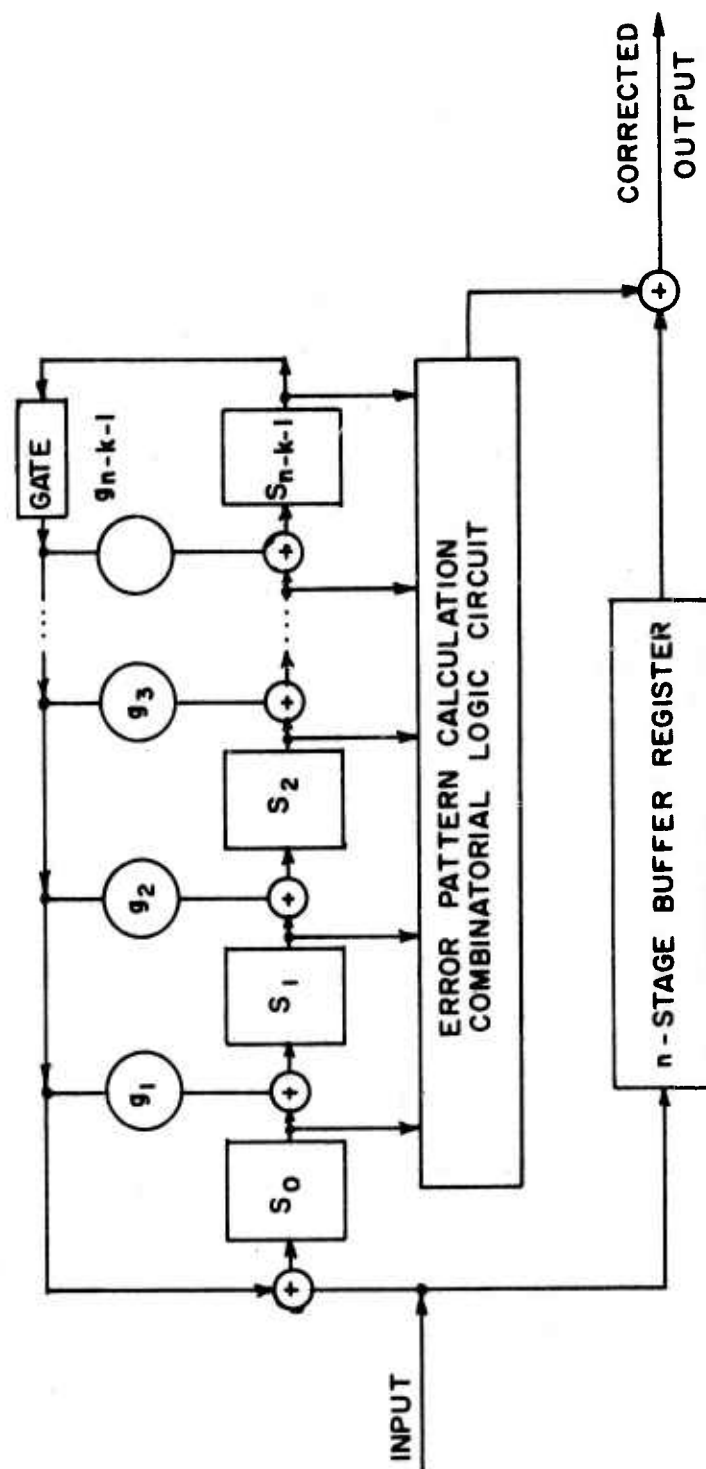 GATE
g1
g2
g3
gn-k-1
S0
S1
S2
Sn-k-1
+
+
+
+
+
ERROR PATTERN CALCULATION
COMBINATORIAL LOGIC CIRCUIT
INPUT
n-STAGE BUFFER REGISTER
+
CORRECTED
OUTPUT